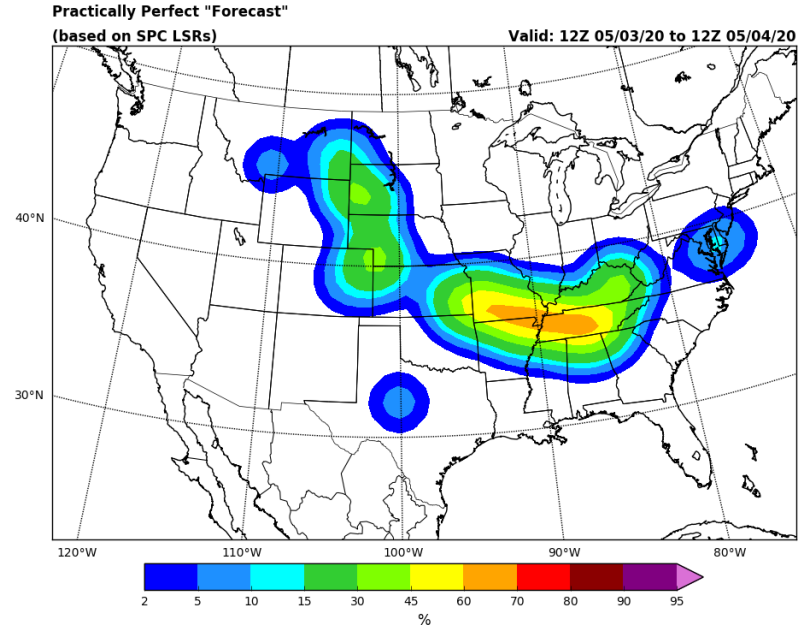 Practically Perfect "Forecast"
(based on SPC LSRs) Valid: 12Z 05/03/20 to 12Z 05/04/20
40°N
30°N
120°W 110°W 100°W 90°W 80°W
2 5 10 15 30 45 60 70 80 90 95
%